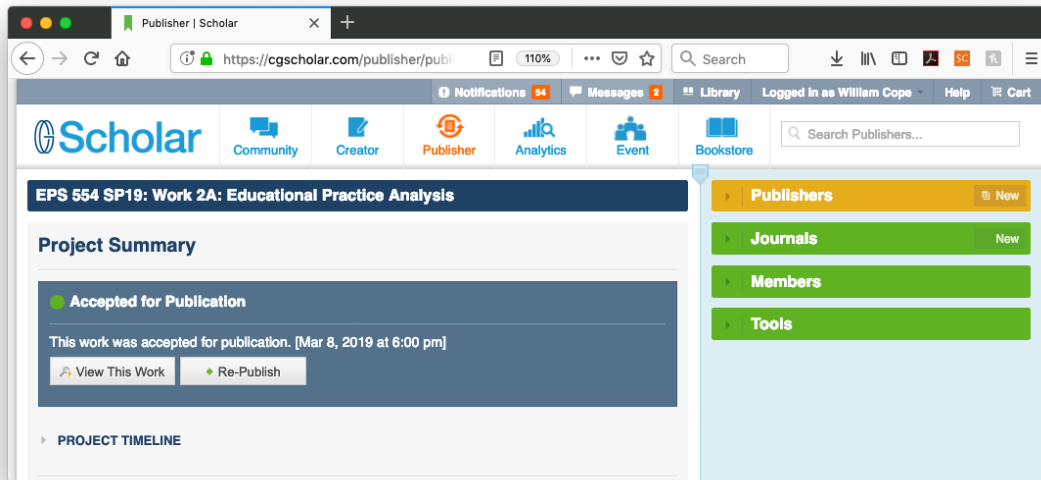 Publisher | Scholar
https://cgscholar.com/publisher/publi
110%
Search
SC
Notifications 54
Messages 2
Library
Logged in as William Cope
Help
Cart
CG Scholar
Community
Creator
Publisher
Analytics
Event
Bookstore
Search Publishers...
EPS 554 SP19: Work 2A: Educational Practice Analysis
Project Summary
Accepted for Publication
This work was accepted for publication. [Mar 8, 2019 at 6:00 pm]
View This Work
Re-Publish
PROJECT TIMELINE
Publishers
New
Journals
New
Members
Tools